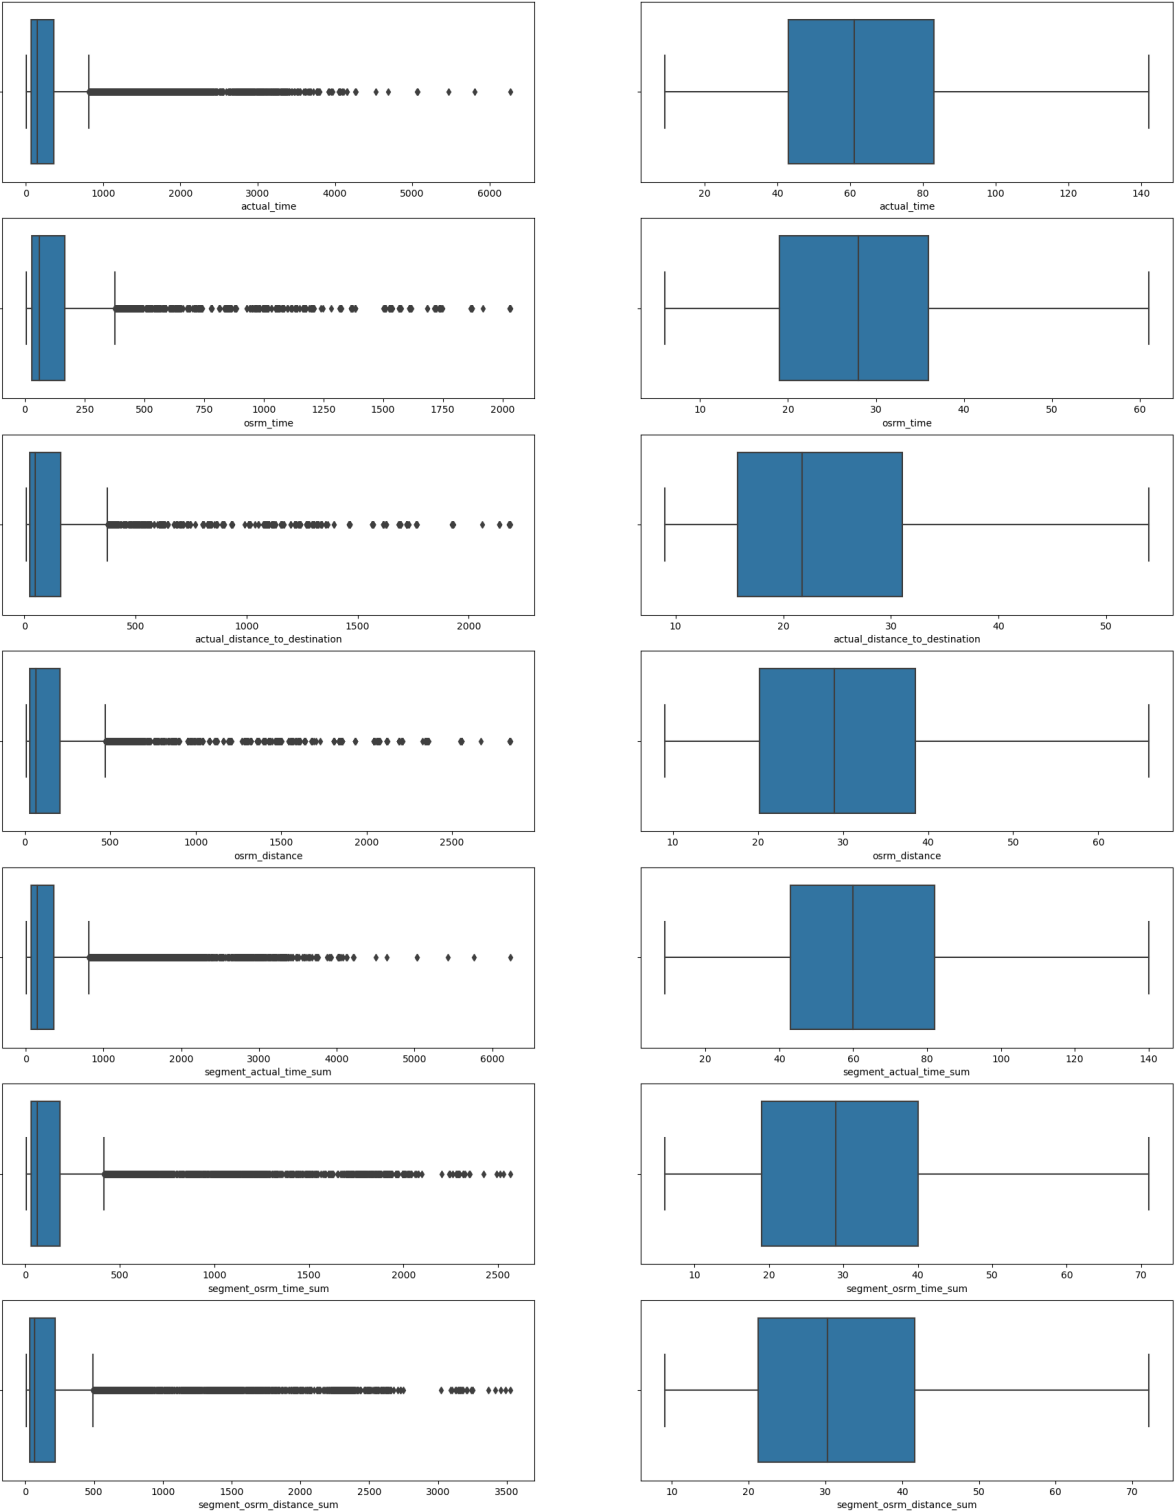 0 1000 2000 3000 4000 5000 6000
actual_time
20 40 60 80 100 120 140
actual_time
0 250 500 750 1000 1250 1500 1750 2000
osrm_time
10 20 30 40 50 60
osrm_time
0 500 1000 1500 2000
actual_distance_to_destination
10 20 30 40 50
actual_distance_to_destination
0 500 1000 1500 2000 2500
osrm_distance
10 20 30 40 50 60
osrm_distance
0 1000 2000 3000 4000 5000 6000
segment_actual_time_sum
20 40 60 80 100 120 140
segment_actual_time_sum
0 500 1000 1500 2000 2500
segment_osrm_time_sum
10 20 30 40 50 60 70
segment_osrm_time_sum
0 500 1000 1500 2000 2500 3000 3500
segment_osrm_distance_sum
10 20 30 40 50 60 70
segment_osrm_distance_sum